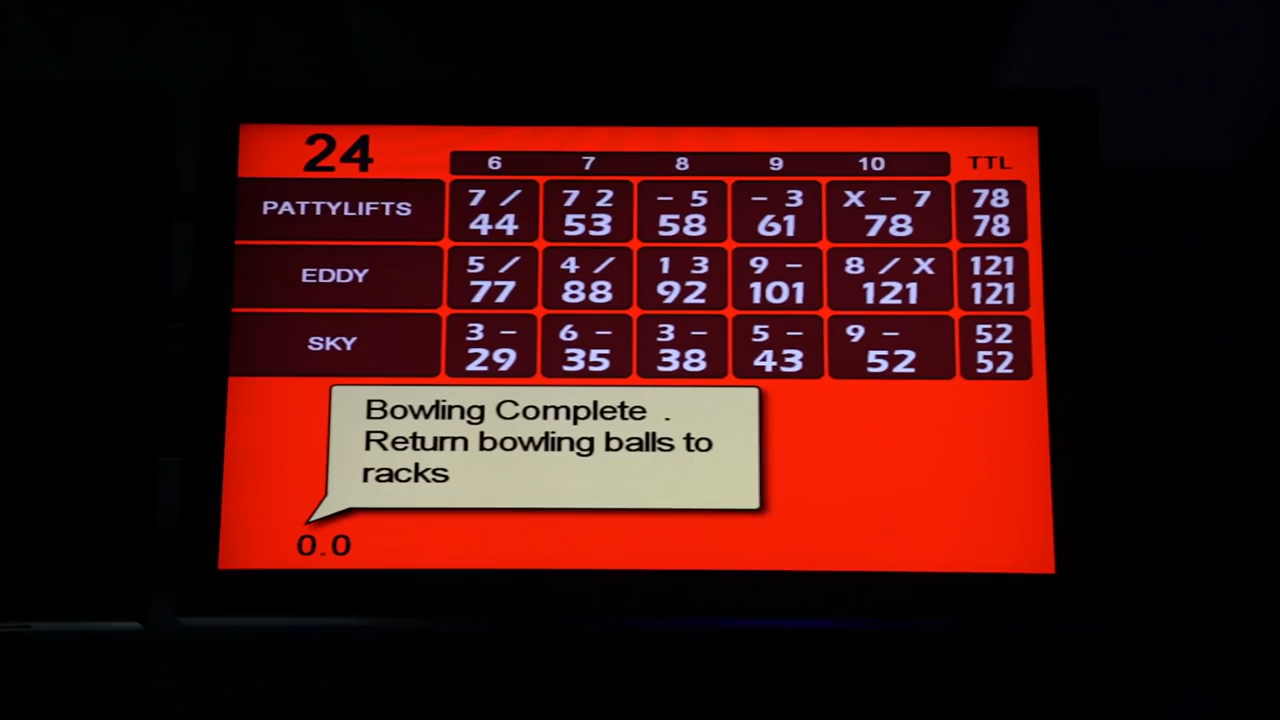 24 6 7 8 9 10 TTL
PATTYLIFTS 7 / 7 2 - 5 - 3 X - 7 78
44 53 58 61 78 78
EDDY 5 / 4 / 1 3 9 - 8 / X 121
77 88 92 101 121 121
SKY 3 - 6 - 3 - 5 - 9 - 52
29 35 38 43 52 52
Bowling Complete .
Return bowling balls to
racks
0.0